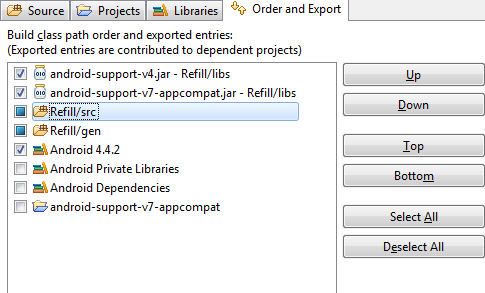 Source Projects Libraries Order and Export
Build class path order and exported entries:
(Exported entries are contributed to dependent projects)
android-support-v4.jar - Refill/libs
android-support-v7-appcompat.jar - Refill/libs
Refill/src
Refill/gen
Android 4.4.2
Android Private Libraries
Android Dependencies
android-support-v7-appcompat
Up
Down
Top
Bottom
Select All
Deselect All